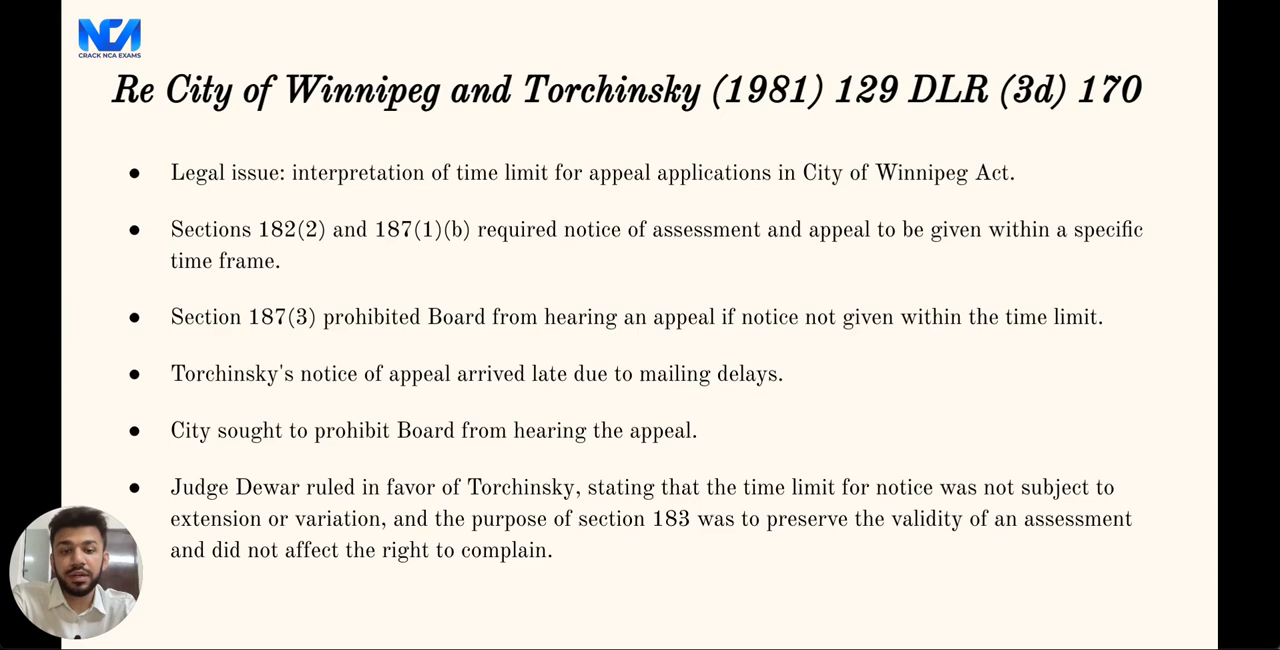 NCA
CRACK NCA EXAMS
Re City of Winnipeg and Torchinsky (1981) 129 DLR (3d) 170
● Legal issue: interpretation of time limit for appeal applications in City of Winnipeg Act.
● Sections 182(2) and 187(1)(b) required notice of assessment and appeal to be given within a specific
time frame.
● Section 187(3) prohibited Board from hearing an appeal if notice not given within the time limit.
● Torchinsky's notice of appeal arrived late due to mailing delays.
● City sought to prohibit Board from hearing the appeal.
● Judge Dewar ruled in favor of Torchinsky, stating that the time limit for notice was not subject to
extension or variation, and the purpose of section 183 was to preserve the validity of an assessment
and did not affect the right to complain.